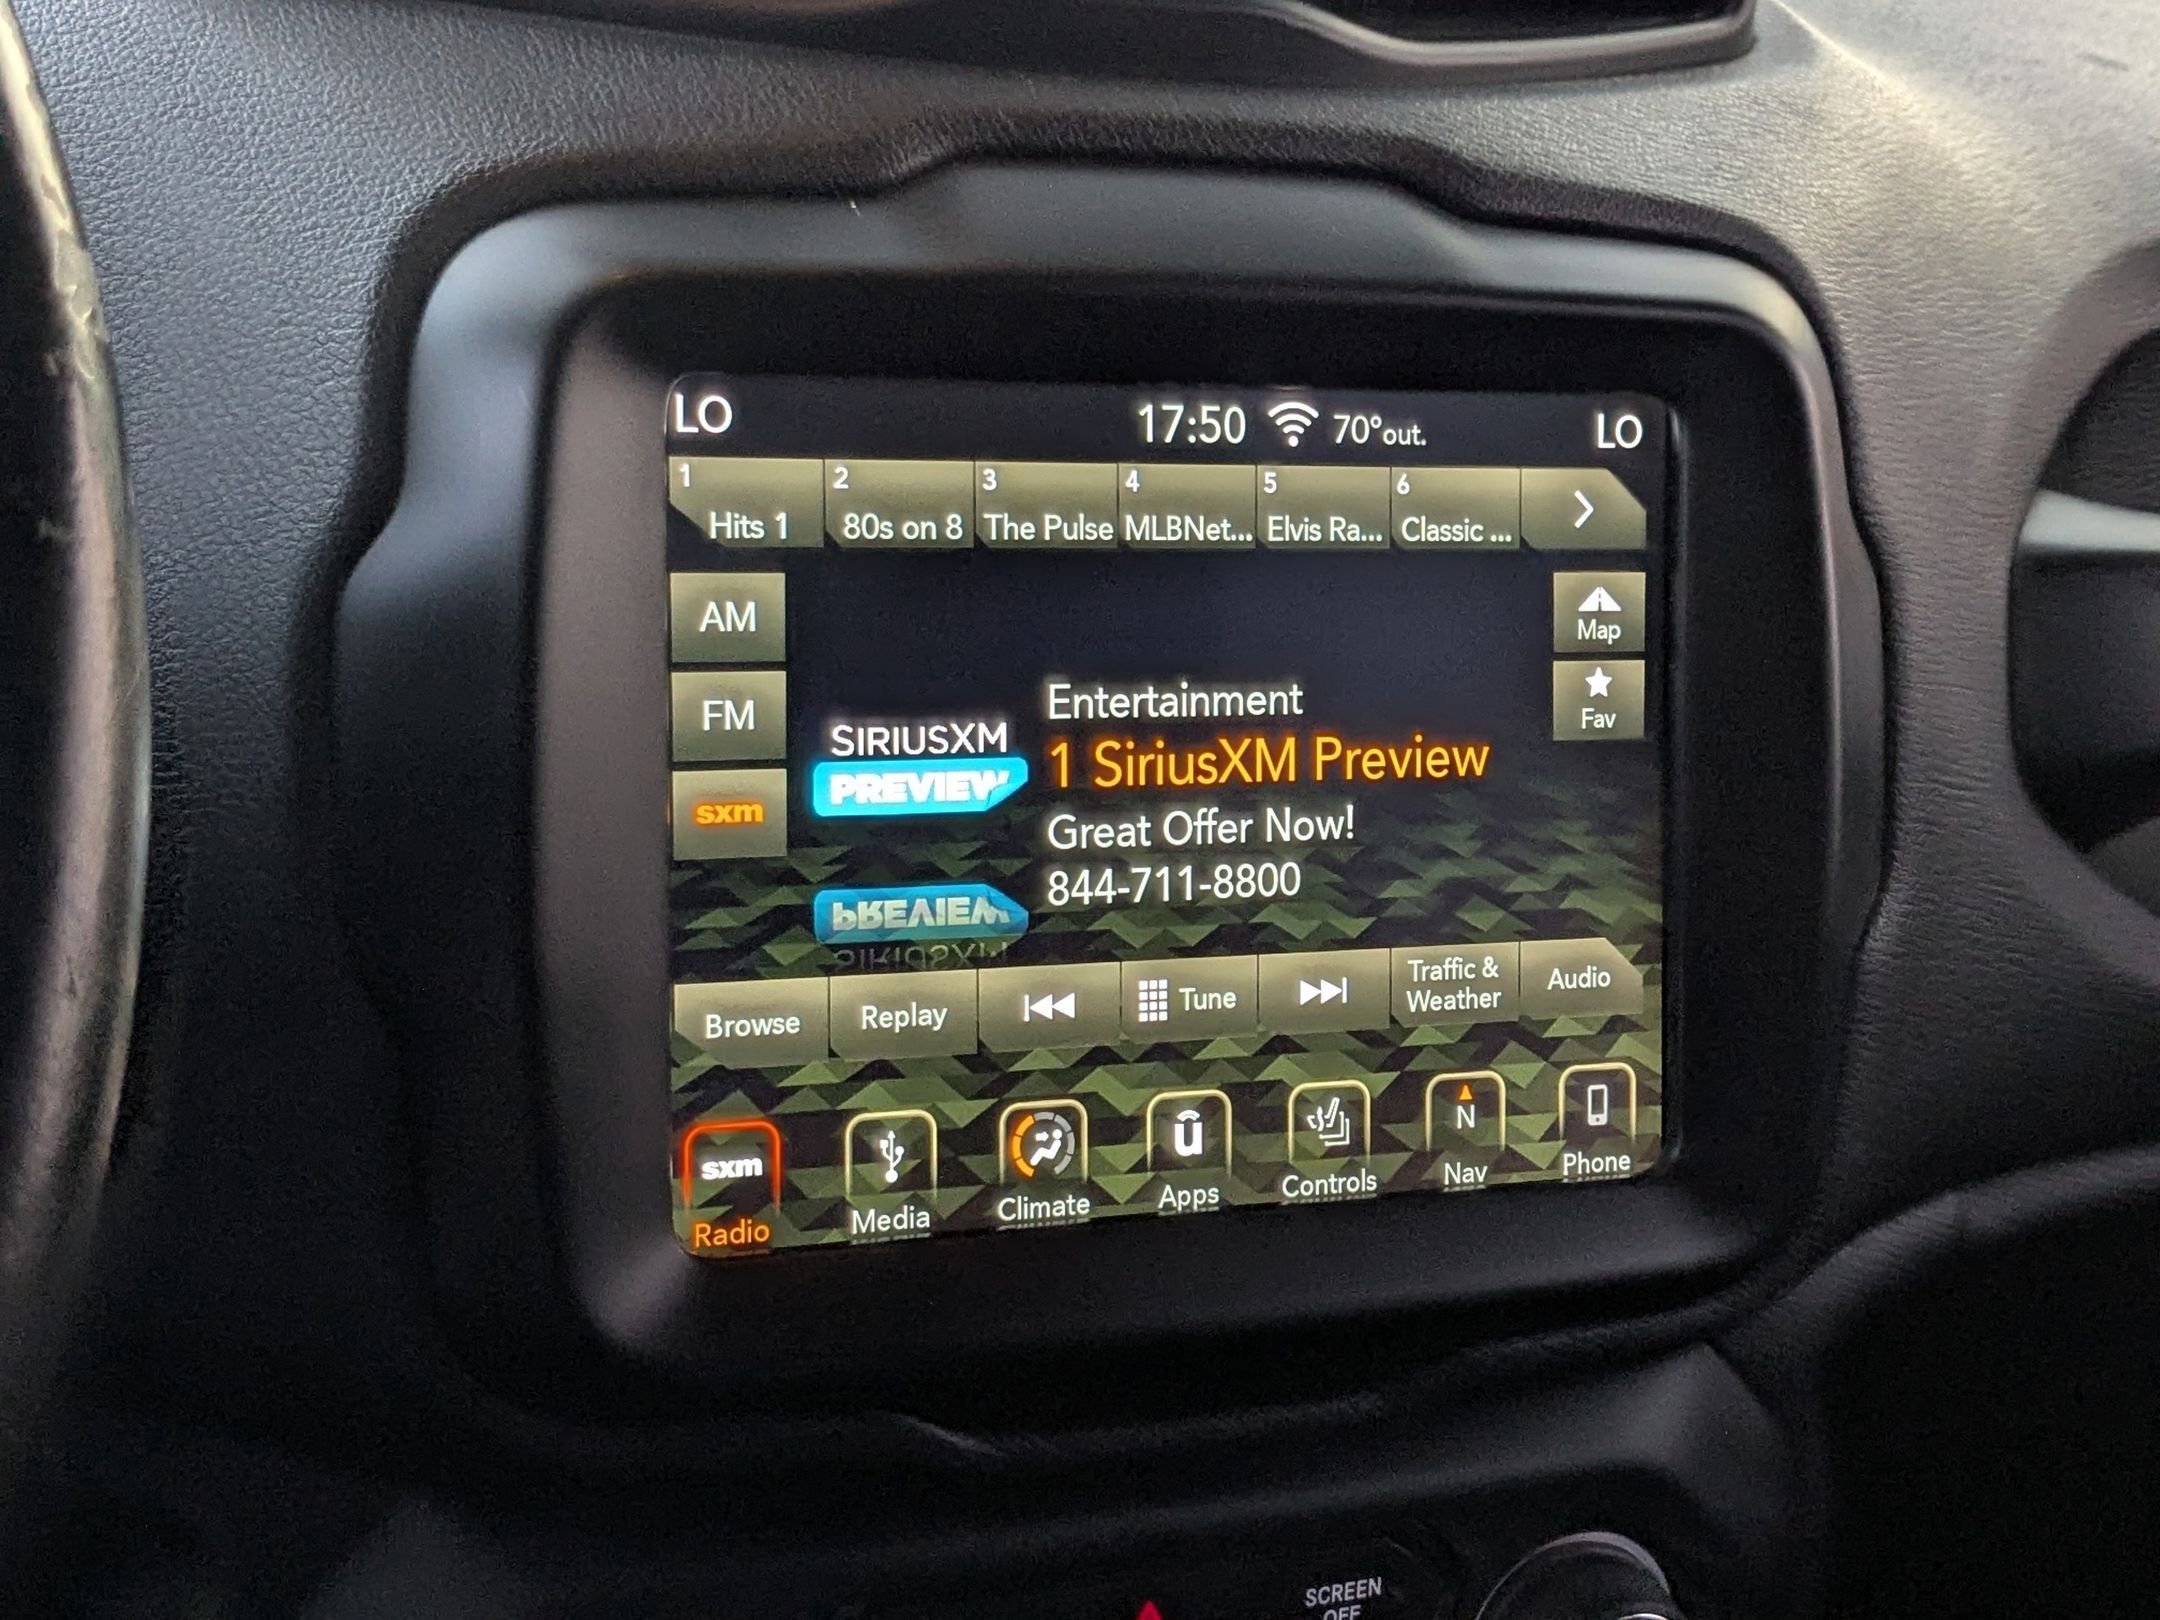 LO 17:50 70°out. LO
1 2 3 4 5 6
Hits 1 80s on 8 The Pulse MLBNet... Elvis Ra... Classic ...
AM
Map
FM
Fav
sxm
SIRIUSXM
PREVIEW
Entertainment
1 SiriusXM Preview
Great Offer Now!
844-711-8800
PREVIEW
SIRIUSXM
Browse Replay Tune Traffic & Weather Audio
sxm
Radio
Media
Climate
u
Apps
Controls
N
Nav
Phone
SCREEN
OFF